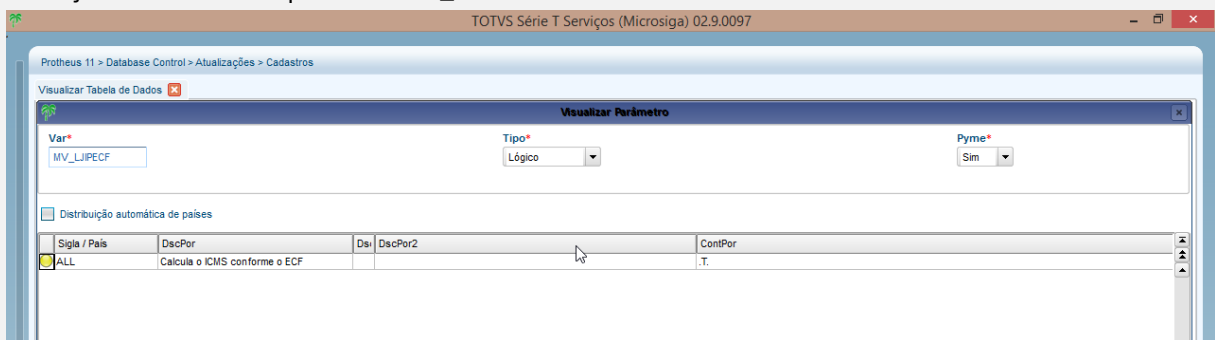 TOTVS Série T Serviços (Microsiga) 02.9.0097
Protheus 11 > Database Control > Atualizações > Cadastros
Visualizar Tabela de Dados
Visualizar Parâmetro
Var* Tipo* Pyme*
MV_LJIPECF Lógico Sim
Distribuição automática de países
Sigla / País DscPor Dsc DscPor2 ContPor
ALL Calcula o ICMS conforme o ECF .T.